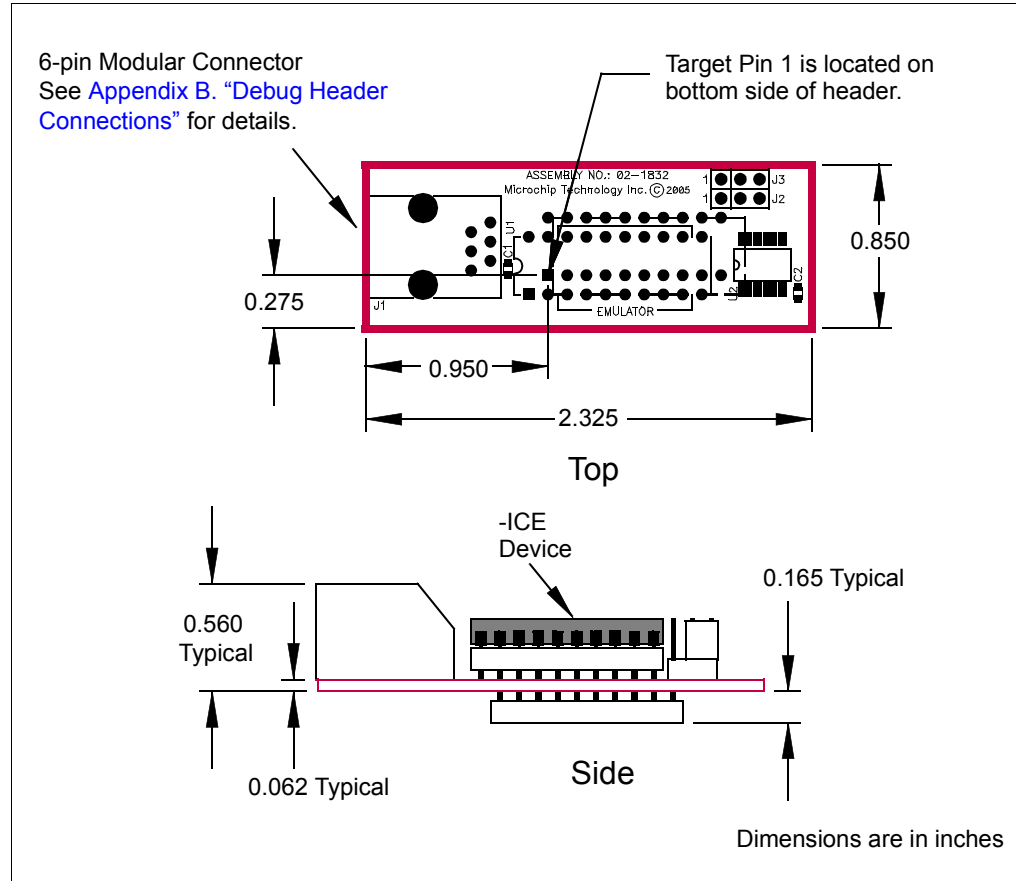 6-pin Modular Connector
See Appendix B. “Debug Header
Connections” for details.
Target Pin 1 is located on
bottom side of header.
ASSEMBLY NO.: 02-1832
Microchip Technology Inc. © 2005
1 J3
1 J2
U1
C1
J1
U2
C2
EMULATOR
0.850
0.275
0.950
2.325
Top
-ICE
Device
0.165 Typical
0.560
Typical
0.062 Typical
Side
Dimensions are in inches